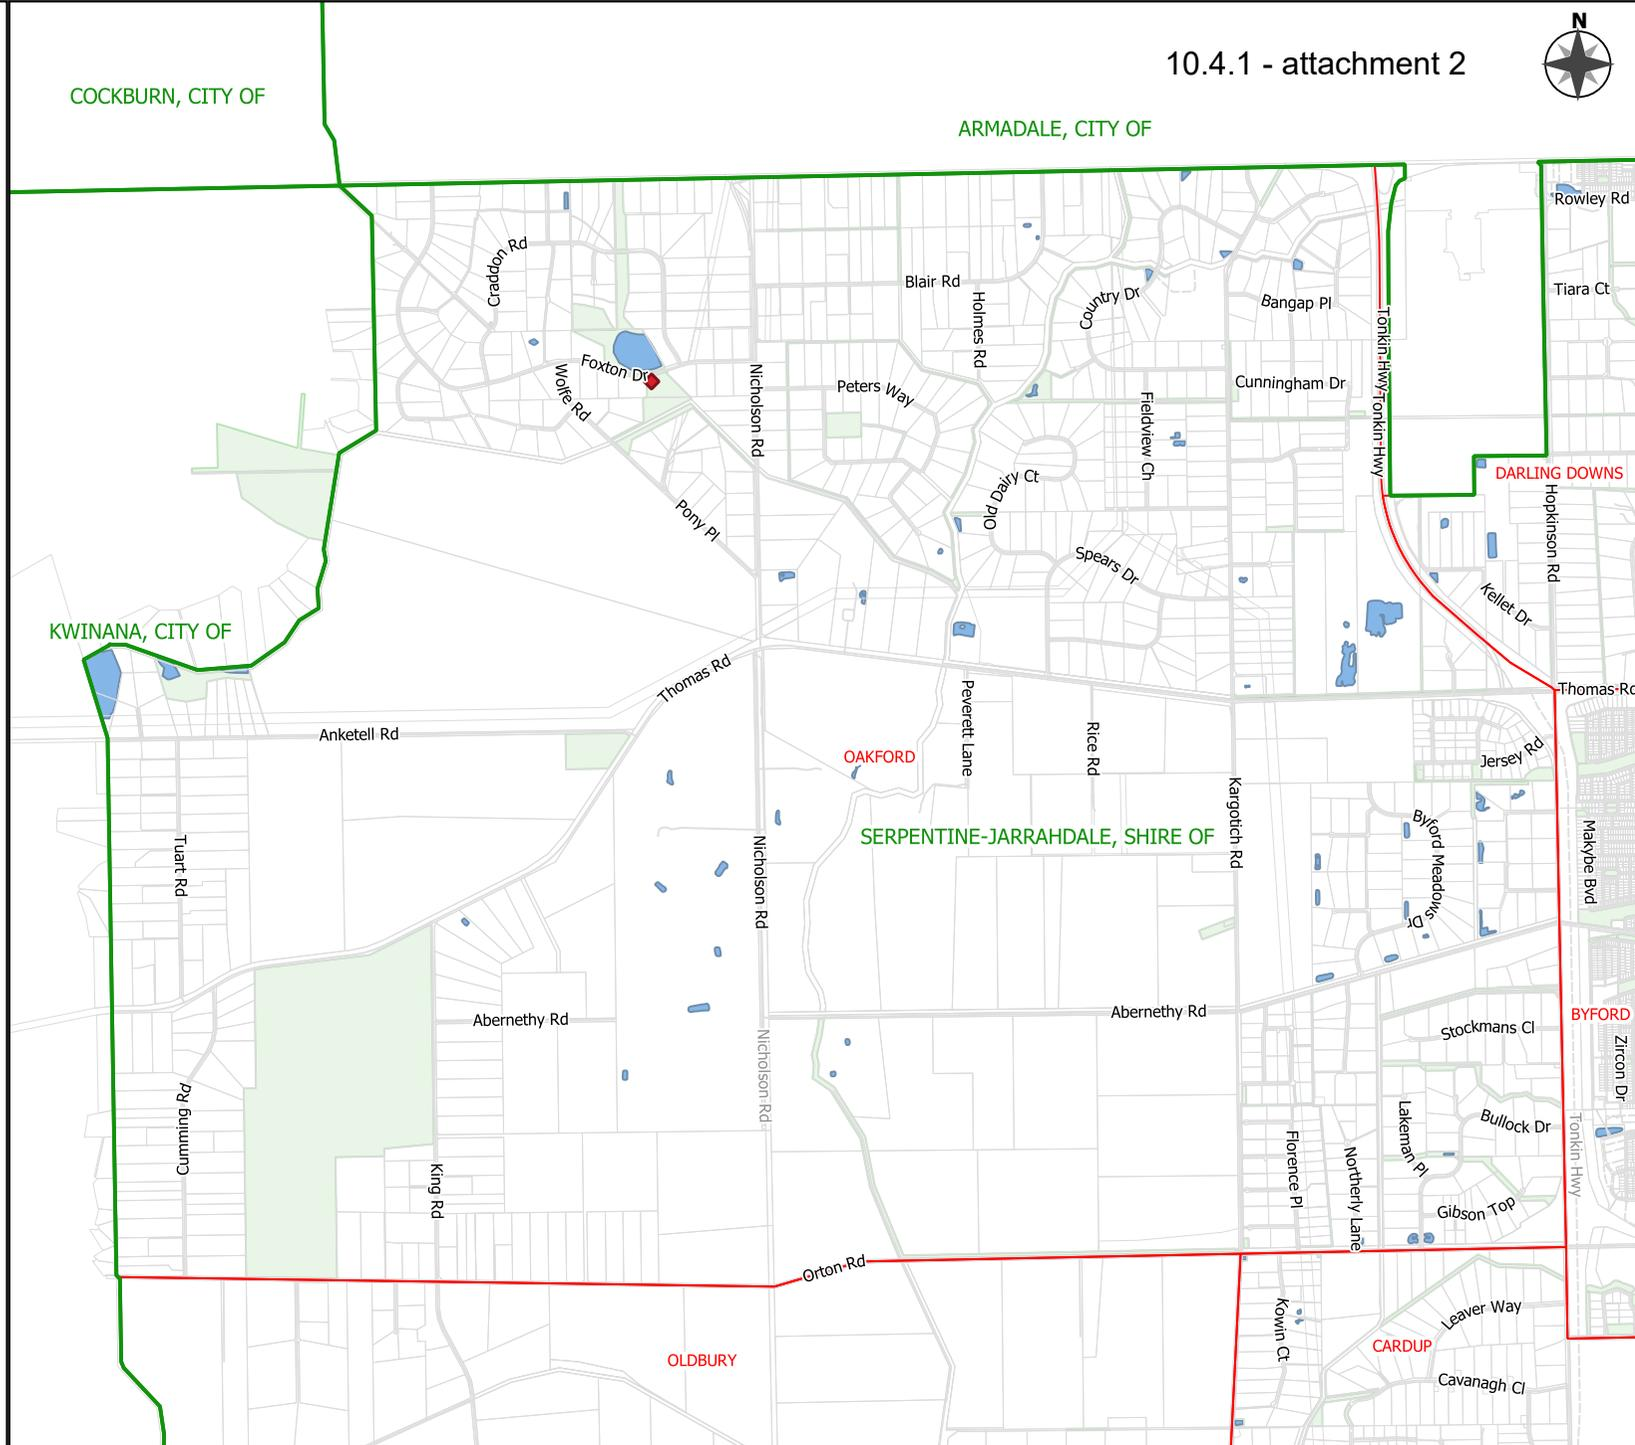 N
10.4.1 - attachment 2
COCKBURN, CITY OF
ARMADALE, CITY OF
Rowley Rd
Craddon Rd
Blair Rd
Holmes Rd
Country Dr
Bangap Pl
Tiara Ct
Tonkin Hwy
Tonkin Hwy
Foxton Dr
Wolfe Rd
Nicholson Rd
Peters Way
Cunningham Dr
Fieldview Ch
DARLING DOWNS
Old Dairy Ct
Hopkinson Rd
Pony Pl
Spears Dr
Kellet Dr
KWINANA, CITY OF
Thomas Rd
Thomas Rd
Peverett Lane
Anketell Rd
Rice Rd
OAKFORD
Jersey Rd
Kargotich Rd
SERPENTINE-JARRAHDALE, SHIRE OF
Tuart Rd
Nicholson Rd
Byford Meadows Dr
Makybe Bvd
Abernethy Rd
Abernethy Rd
BYFORD
Stockmans Cl
Nicholson Rd
Zircon Dr
Cumming Rd
Lakeman Pl
Bullock Dr
Tonkin Hwy
King Rd
Florence Pl
Northerly Lane
Gibson Top
Orton Rd
Kowin Ct
Leaver Way
OLDBURY
CARDUP
Cavanagh Cl